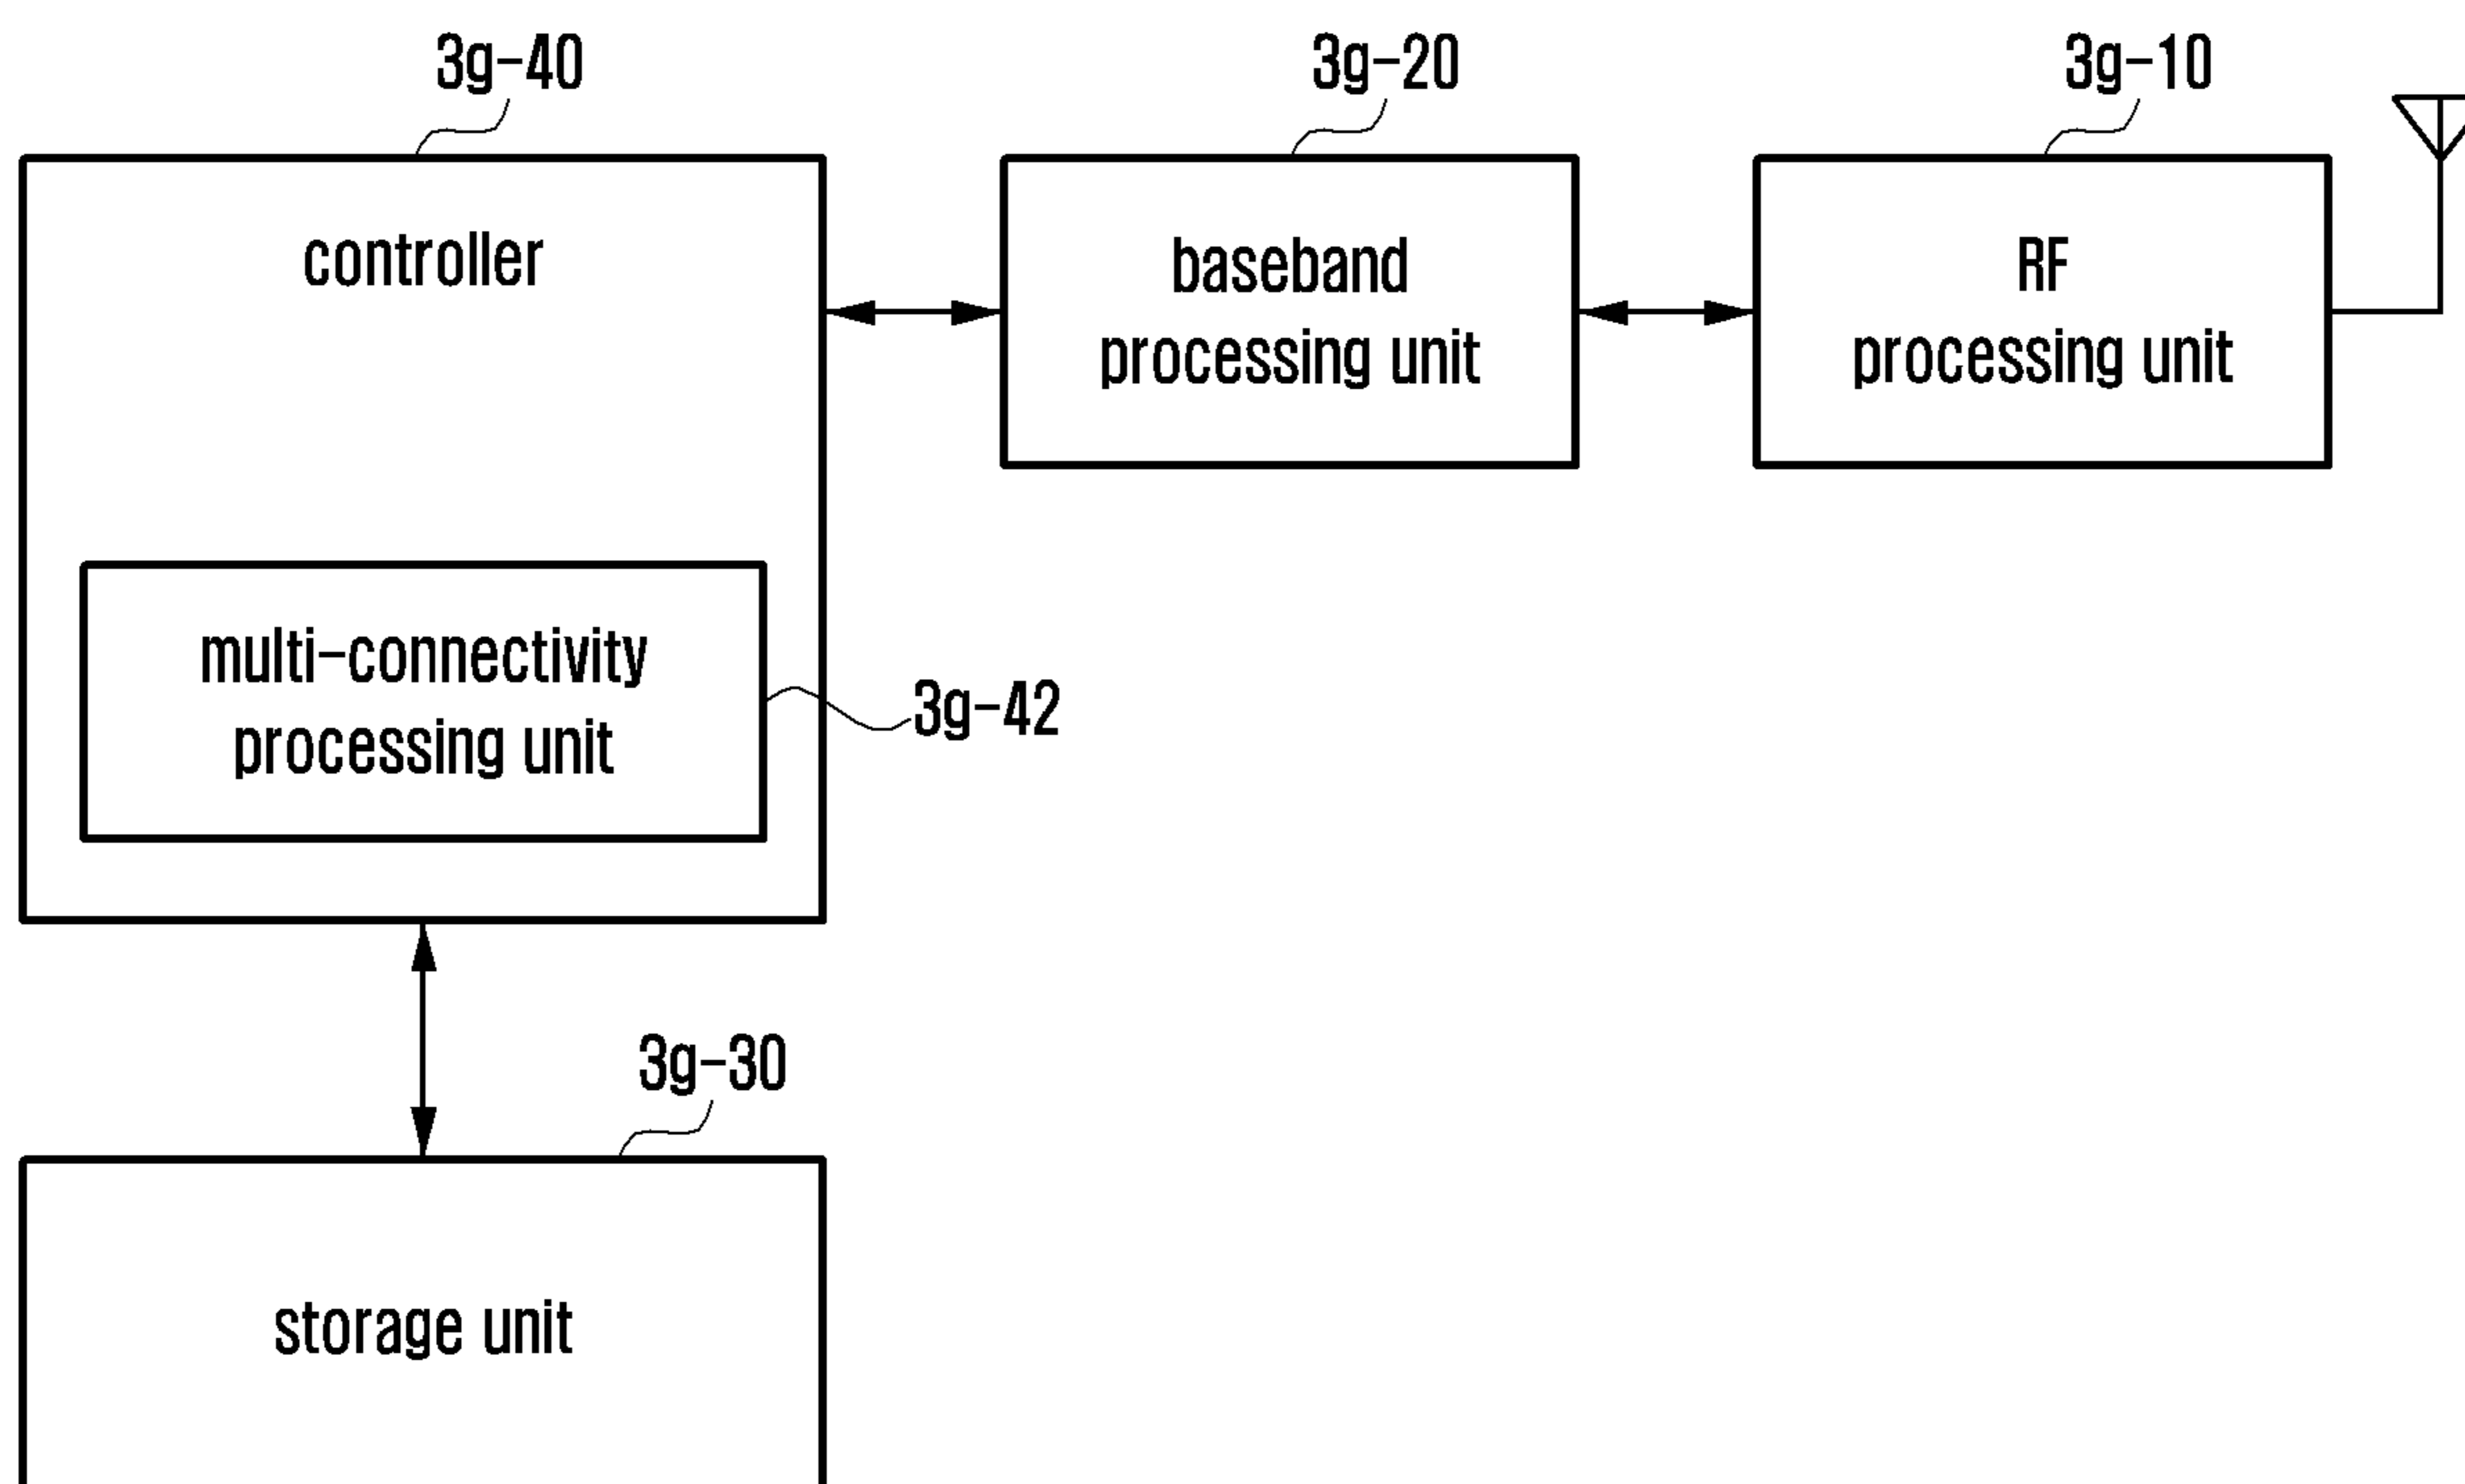 3g-40
3g-20
3g-10
controller
baseband
processing unit
RF
processing unit
multi-connectivity
processing unit
3g-42
3g-30
storage unit